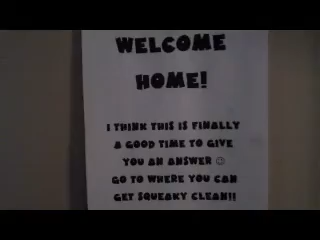 WELCOME
HOME!
I THINK THIS IS FINALLY
A GOOD TIME TO GIVE
YOU AN ANSWER ☺
GO TO WHERE YOU CAN
GET SQUEAKY CLEAN!!